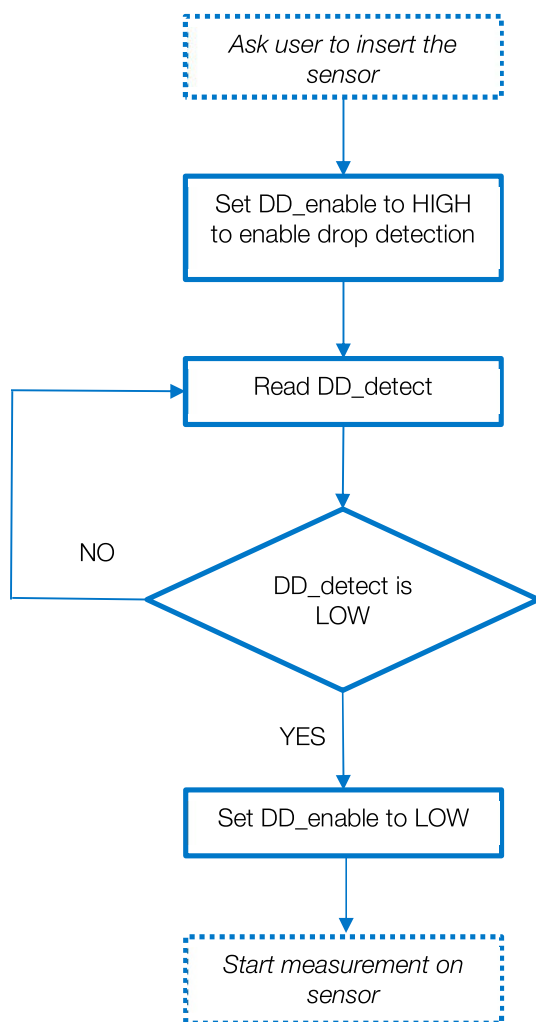 Ask user to insert the
sensor
Set DD_enable to HIGH
to enable drop detection
Read DD_detect
NO
DD_detect is
LOW
YES
Set DD_enable to LOW
Start measurement on
sensor